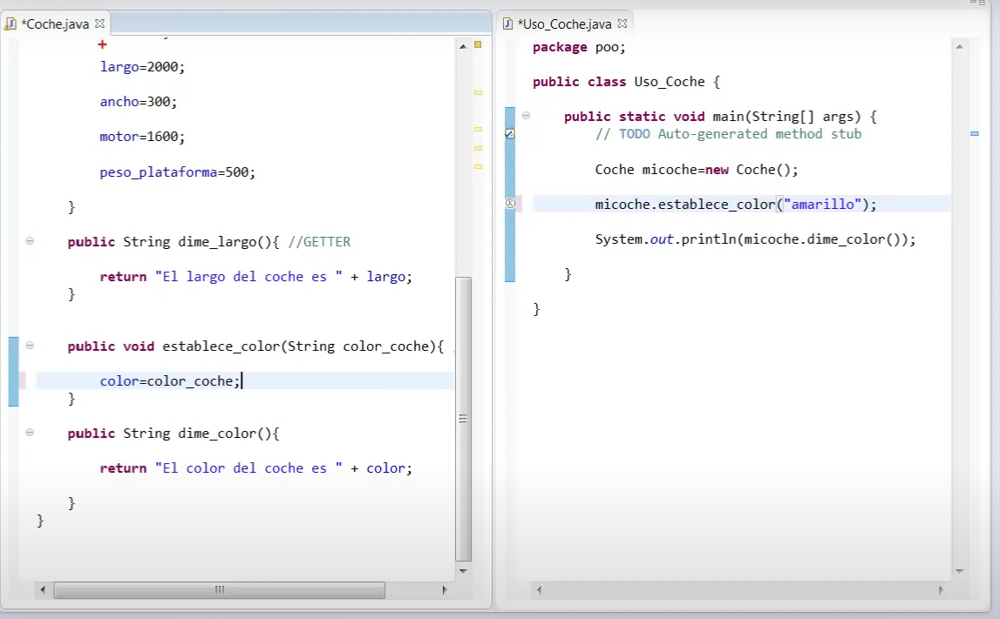 *Coche.java
largo=2000;
ancho=300;
motor=1600;
peso_plataforma=500;
}
public String dime_largo(){ //GETTER
return "El largo del coche es " + largo;
}
public void establece_color(String color_coche){
color=color_coche;
}
public String dime_color(){
return "El color del coche es " + color;
}
}
*Uso_Coche.java
package poo;
public class Uso_Coche {
public static void main(String[] args) {
// TODO Auto-generated method stub
Coche micoche=new Coche();
micoche.establece_color("amarillo");
System.out.println(micoche.dime_color());
}
}